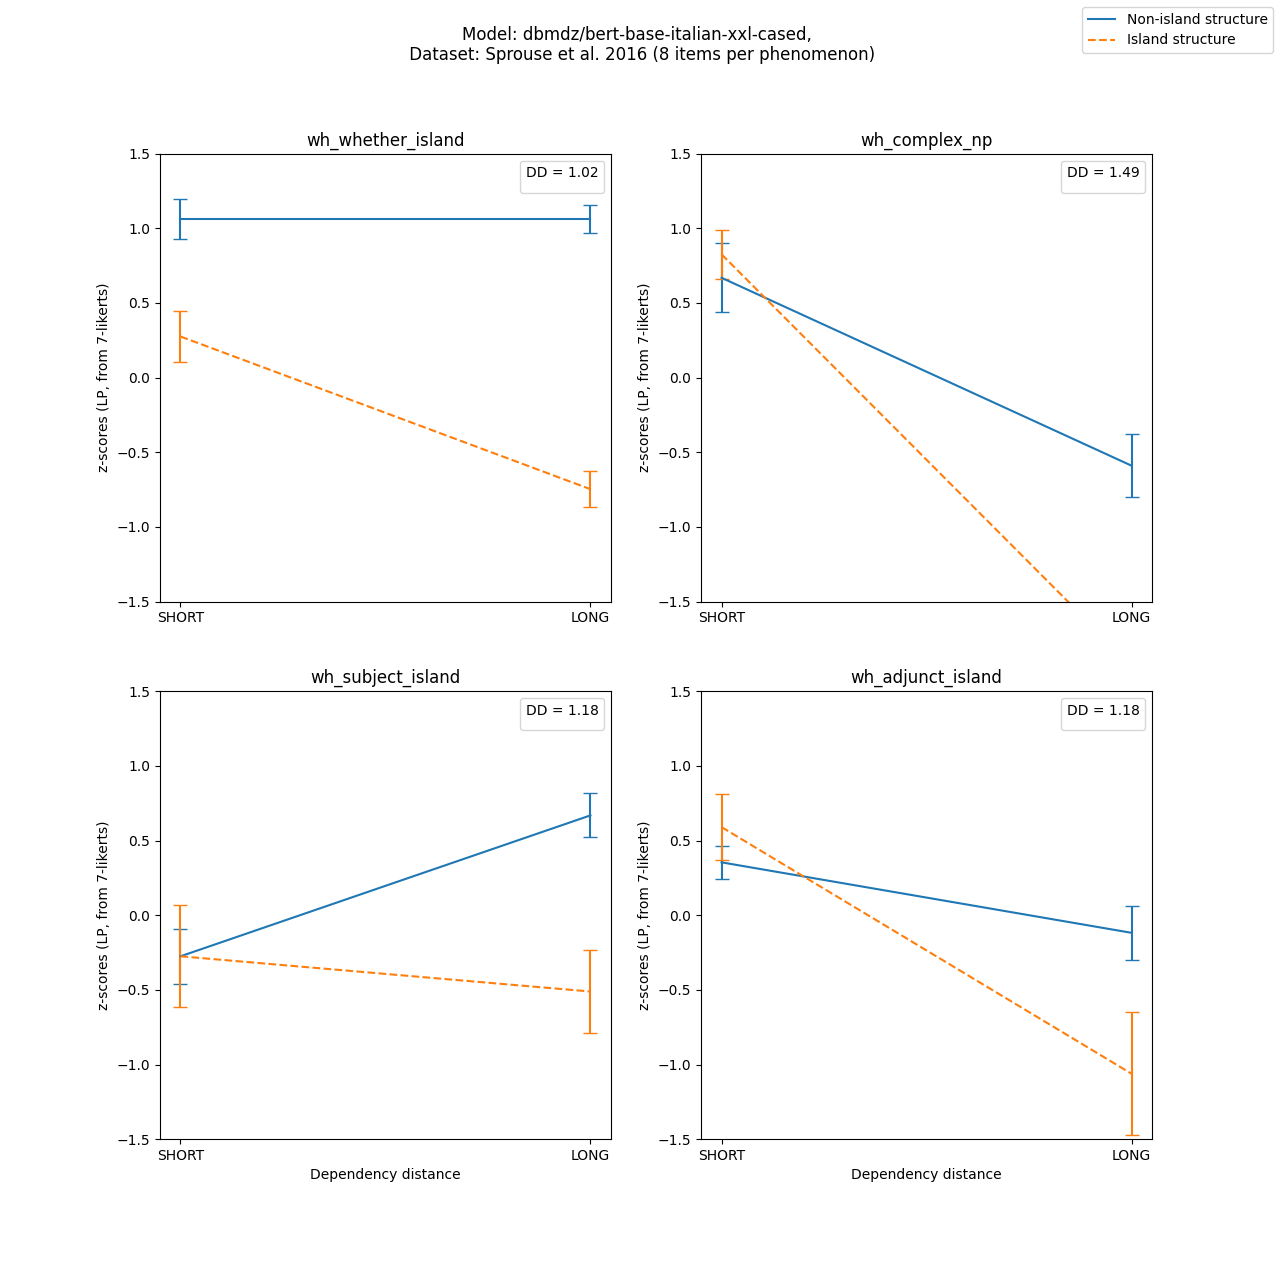 Model: dbmdz/bert-base-italian-xxl-cased,
Dataset: Sprouse et al. 2016 (8 items per phenomenon)
Non-island structure
Island structure
wh_whether_island
DD = 1.02
1.5
1.0
0.5
0.0
−0.5
−1.0
−1.5
z-scores (LP, from 7-likerts)
SHORT
LONG
wh_complex_np
DD = 1.49
1.5
1.0
0.5
0.0
−0.5
−1.0
−1.5
z-scores (LP, from 7-likerts)
SHORT
LONG
wh_subject_island
DD = 1.18
1.5
1.0
0.5
0.0
−0.5
−1.0
−1.5
z-scores (LP, from 7-likerts)
SHORT
LONG
Dependency distance
wh_adjunct_island
DD = 1.18
1.5
1.0
0.5
0.0
−0.5
−1.0
−1.5
z-scores (LP, from 7-likerts)
SHORT
LONG
Dependency distance